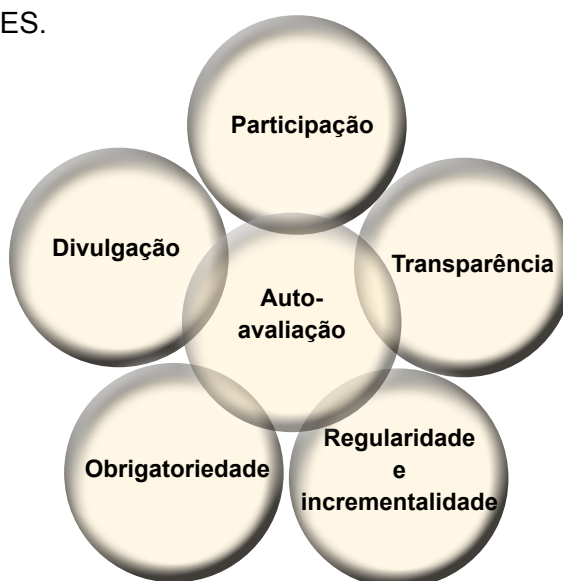 ES.
Participação
Divulgação
Transparência
Auto-
avaliação
Obrigatoriedade
Regularidade
e
incrementalidade